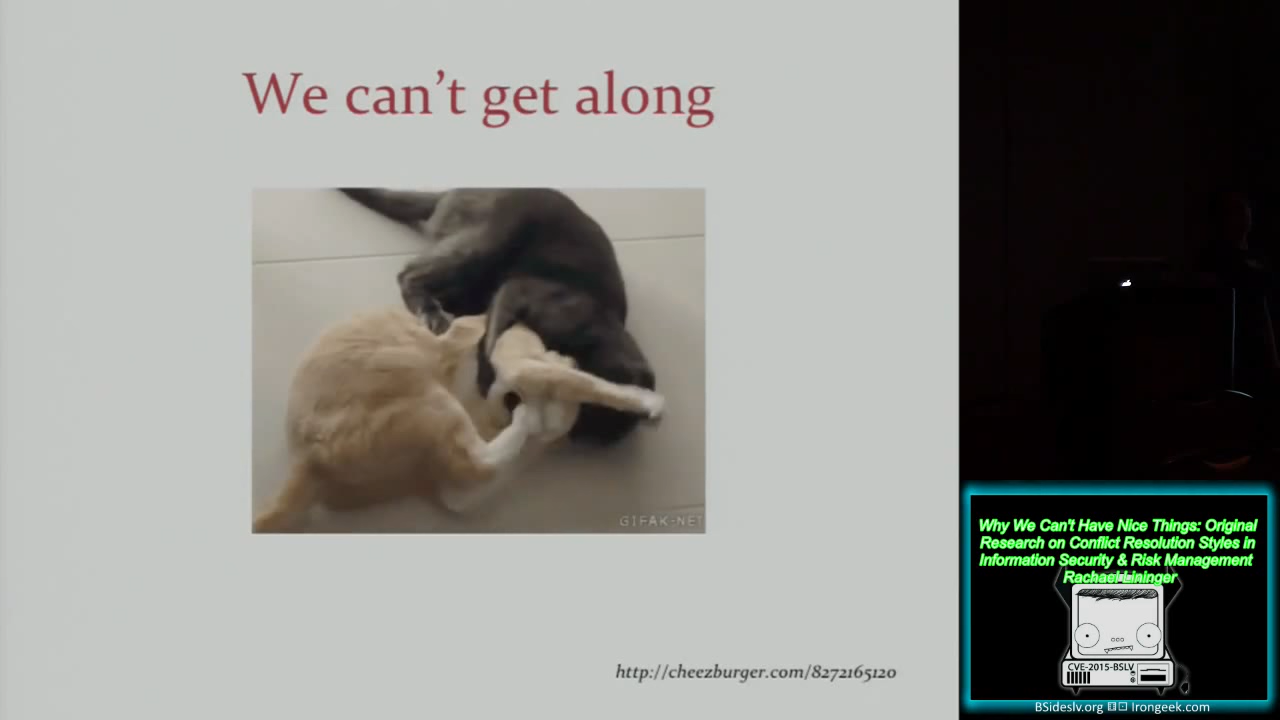 We can't get along
GIFAK-NET
http://cheezburger.com/8272165120
Why We Can't Have Nice Things: Original
Research on Conflict Resolution Styles in
Information Security & Risk Management
Rachael Lininger
CVE-2015-BSLV
BSideslv.org Irongeek.com